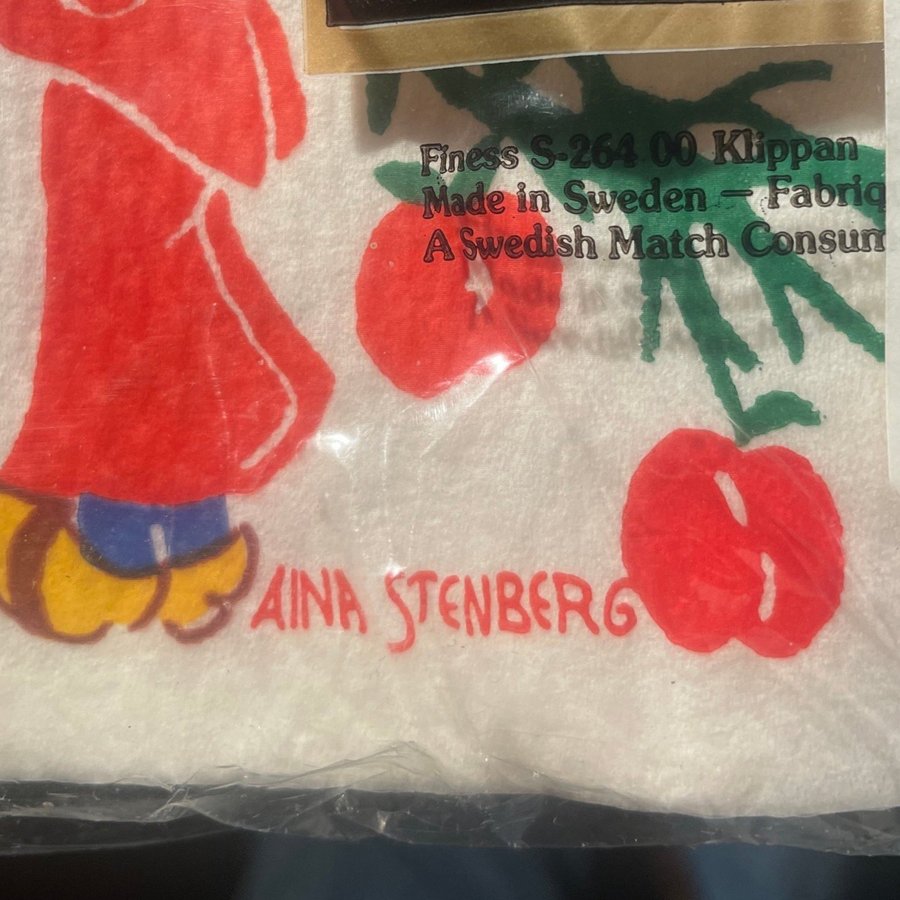 Finess S-264 00 Klippan
Made in Sweden — Fabriq
A Swedish Match Consum
AINA STENBERG